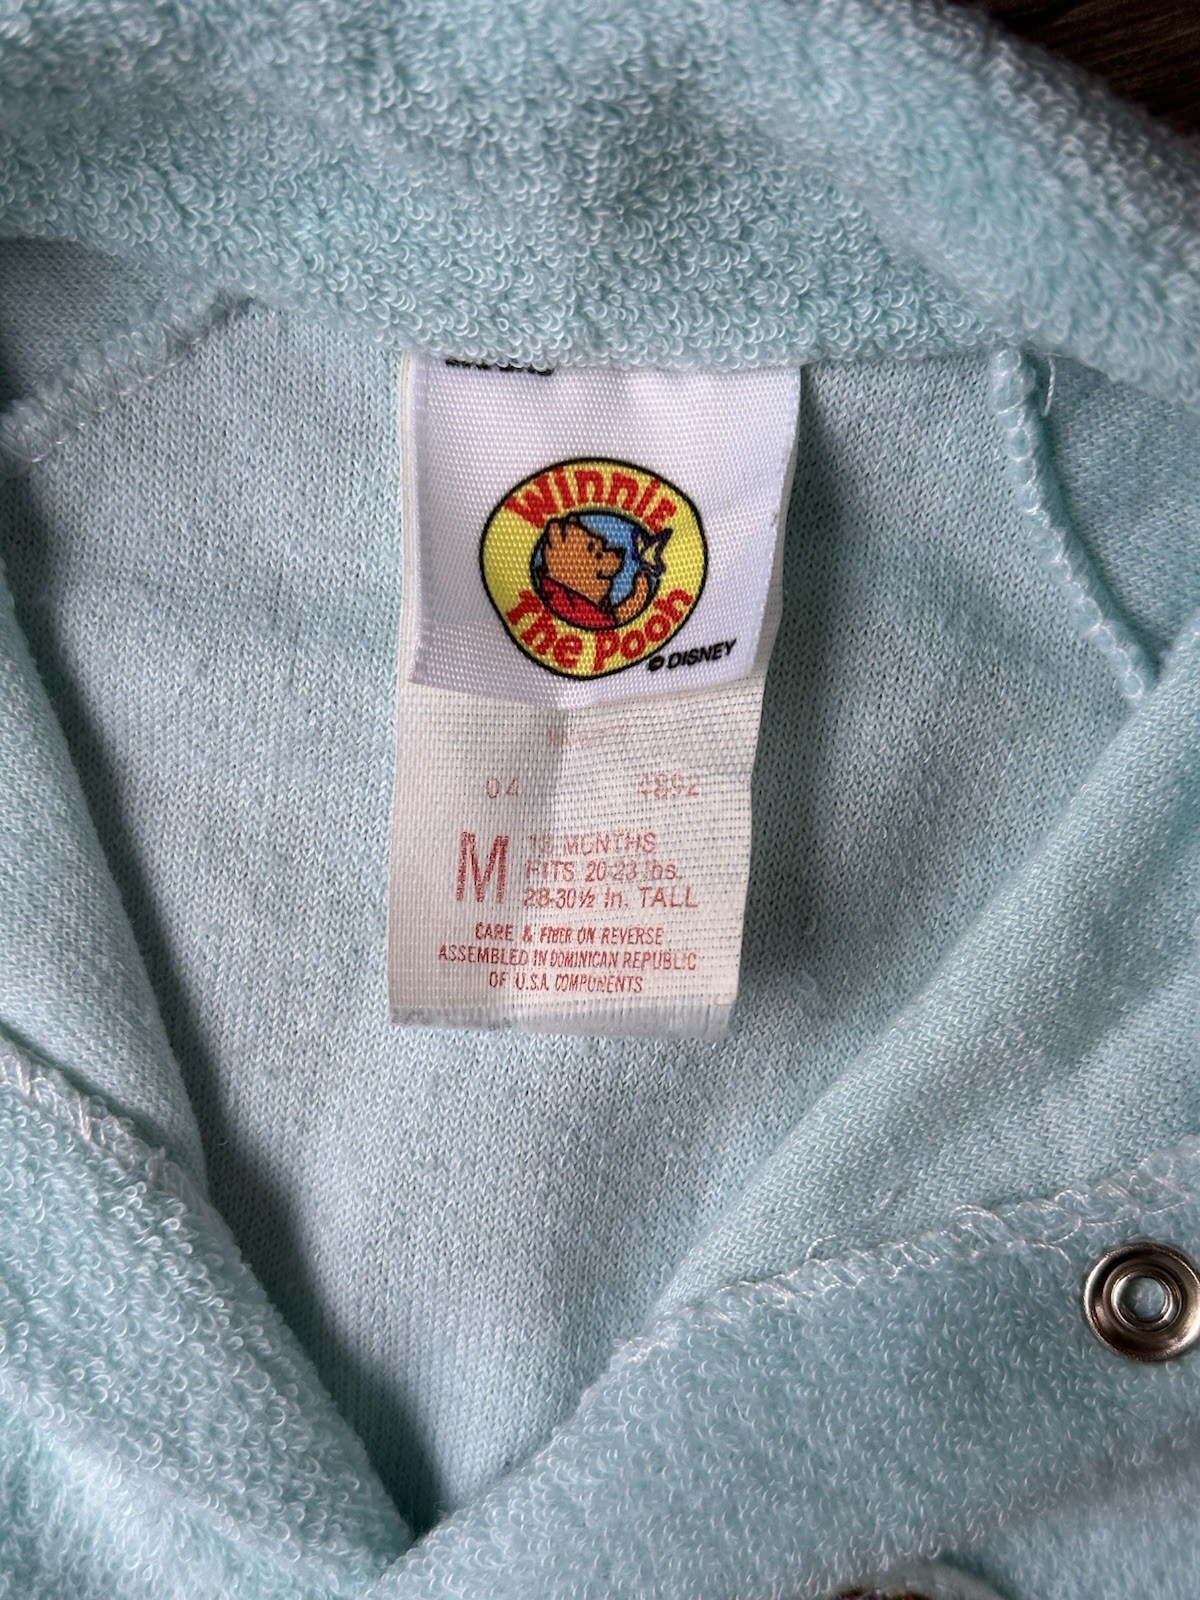 Winnie
The Pooh
© DISNEY
04
M
MONTHS
FITS 20-23 lbs.
28-30½ In. TALL
CARE & FIBER ON REVERSE
ASSEMBLED IN DOMINICAN REPUBLIC
OF U.S.A. COMPONENTS